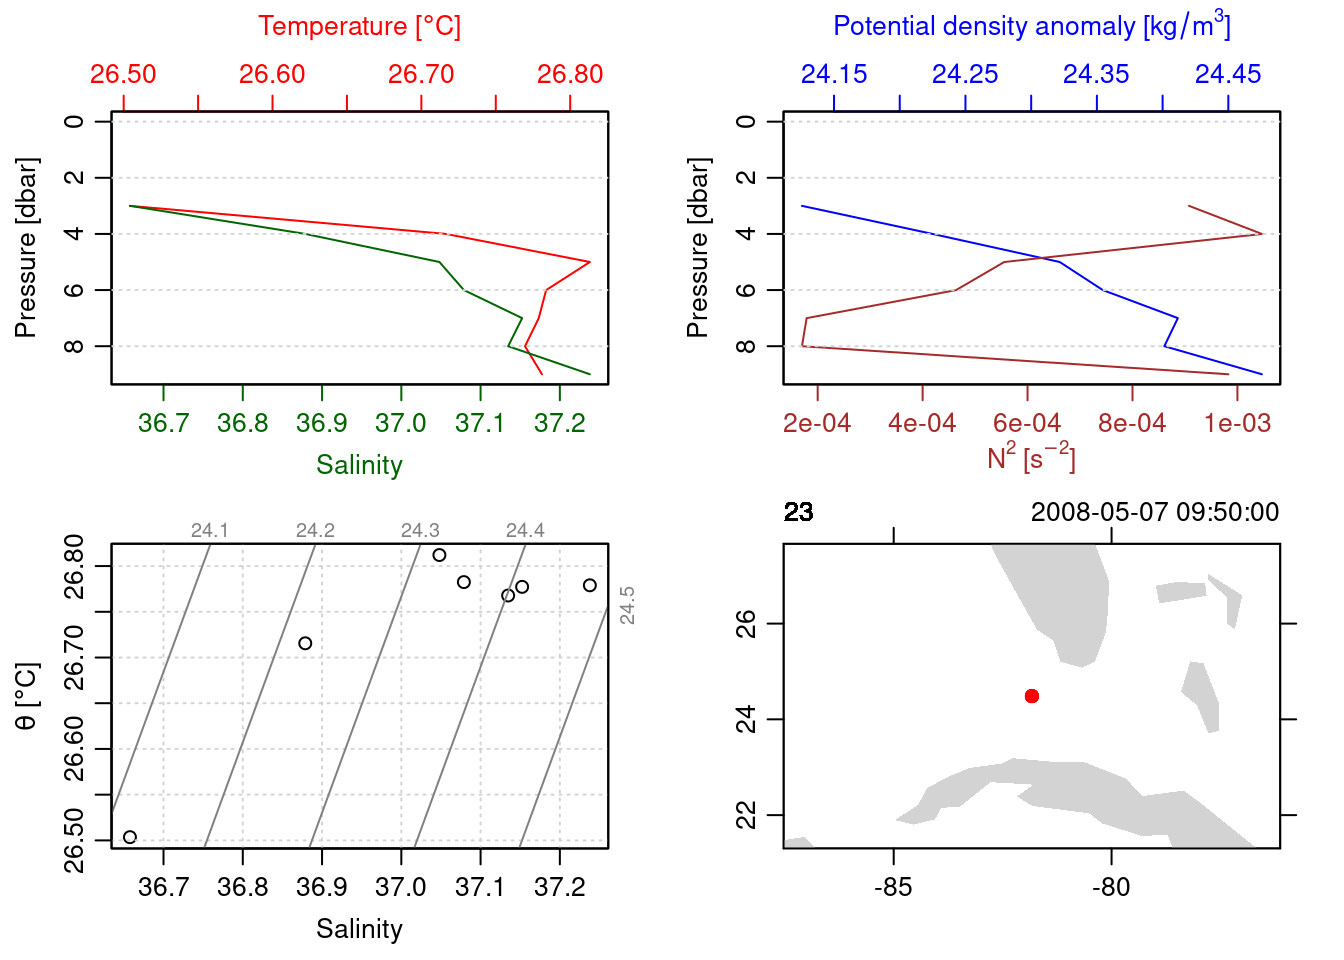 Temperature [°C]
26.50 26.60 26.70 26.80
0
2
4
6
8
Pressure [dbar]
36.7 36.8 36.9 37.0 37.1 37.2
Salinity
Potential density anomaly [kg/m³]
24.15 24.25 24.35 24.45
0
2
4
6
8
Pressure [dbar]
2e-04 4e-04 6e-04 8e-04 1e-03
N² [s⁻²]
24.1 24.2 24.3 24.4
24.5
26.80
26.70
26.60
26.50
θ [°C]
36.7 36.8 36.9 37.0 37.1 37.2
Salinity
23 2008-05-07 09:50:00
26
24
22
-85 -80